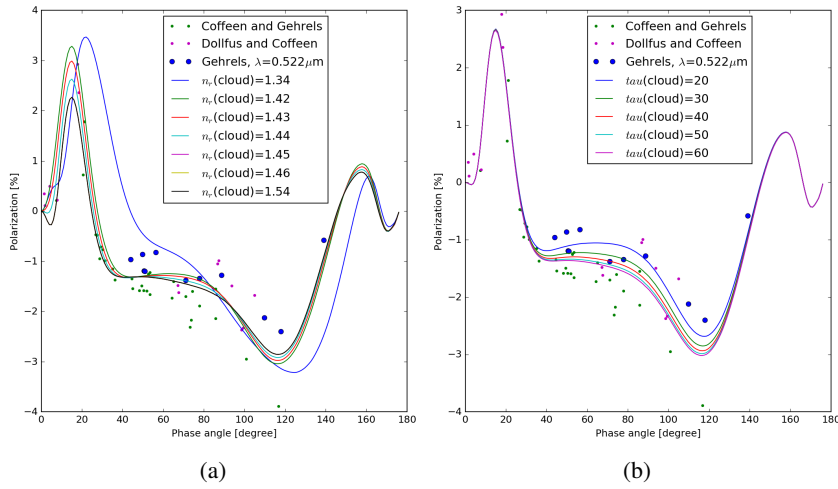 Coffeen and Gehrels
Dollfus and Coffeen
Gehrels, λ=0.522μm
n_r(cloud)=1.34
n_r(cloud)=1.42
n_r(cloud)=1.43
n_r(cloud)=1.44
n_r(cloud)=1.45
n_r(cloud)=1.46
n_r(cloud)=1.54
Polarization [%]
4
3
2
1
0
−1
−2
−3
−4
0 20 40 60 80 100 120 140 160 180
Phase angle [degree]
(a)
Coffeen and Gehrels
Dollfus and Coffeen
Gehrels, λ=0.522μm
tau(cloud)=20
tau(cloud)=30
tau(cloud)=40
tau(cloud)=50
tau(cloud)=60
Polarization [%]
3
2
1
0
−1
−2
−3
−4
0 20 40 60 80 100 120 140 160 180
Phase angle [degree]
(b)